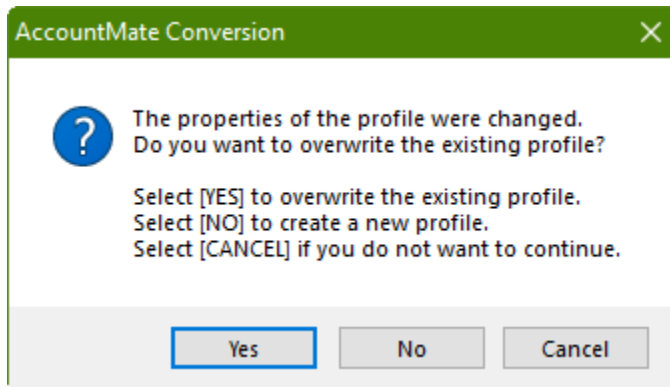 AccountMate Conversion
The properties of the profile were changed.
Do you want to overwrite the existing profile?
Select [YES] to overwrite the existing profile.
Select [NO] to create a new profile.
Select [CANCEL] if you do not want to continue.
Yes
No
Cancel